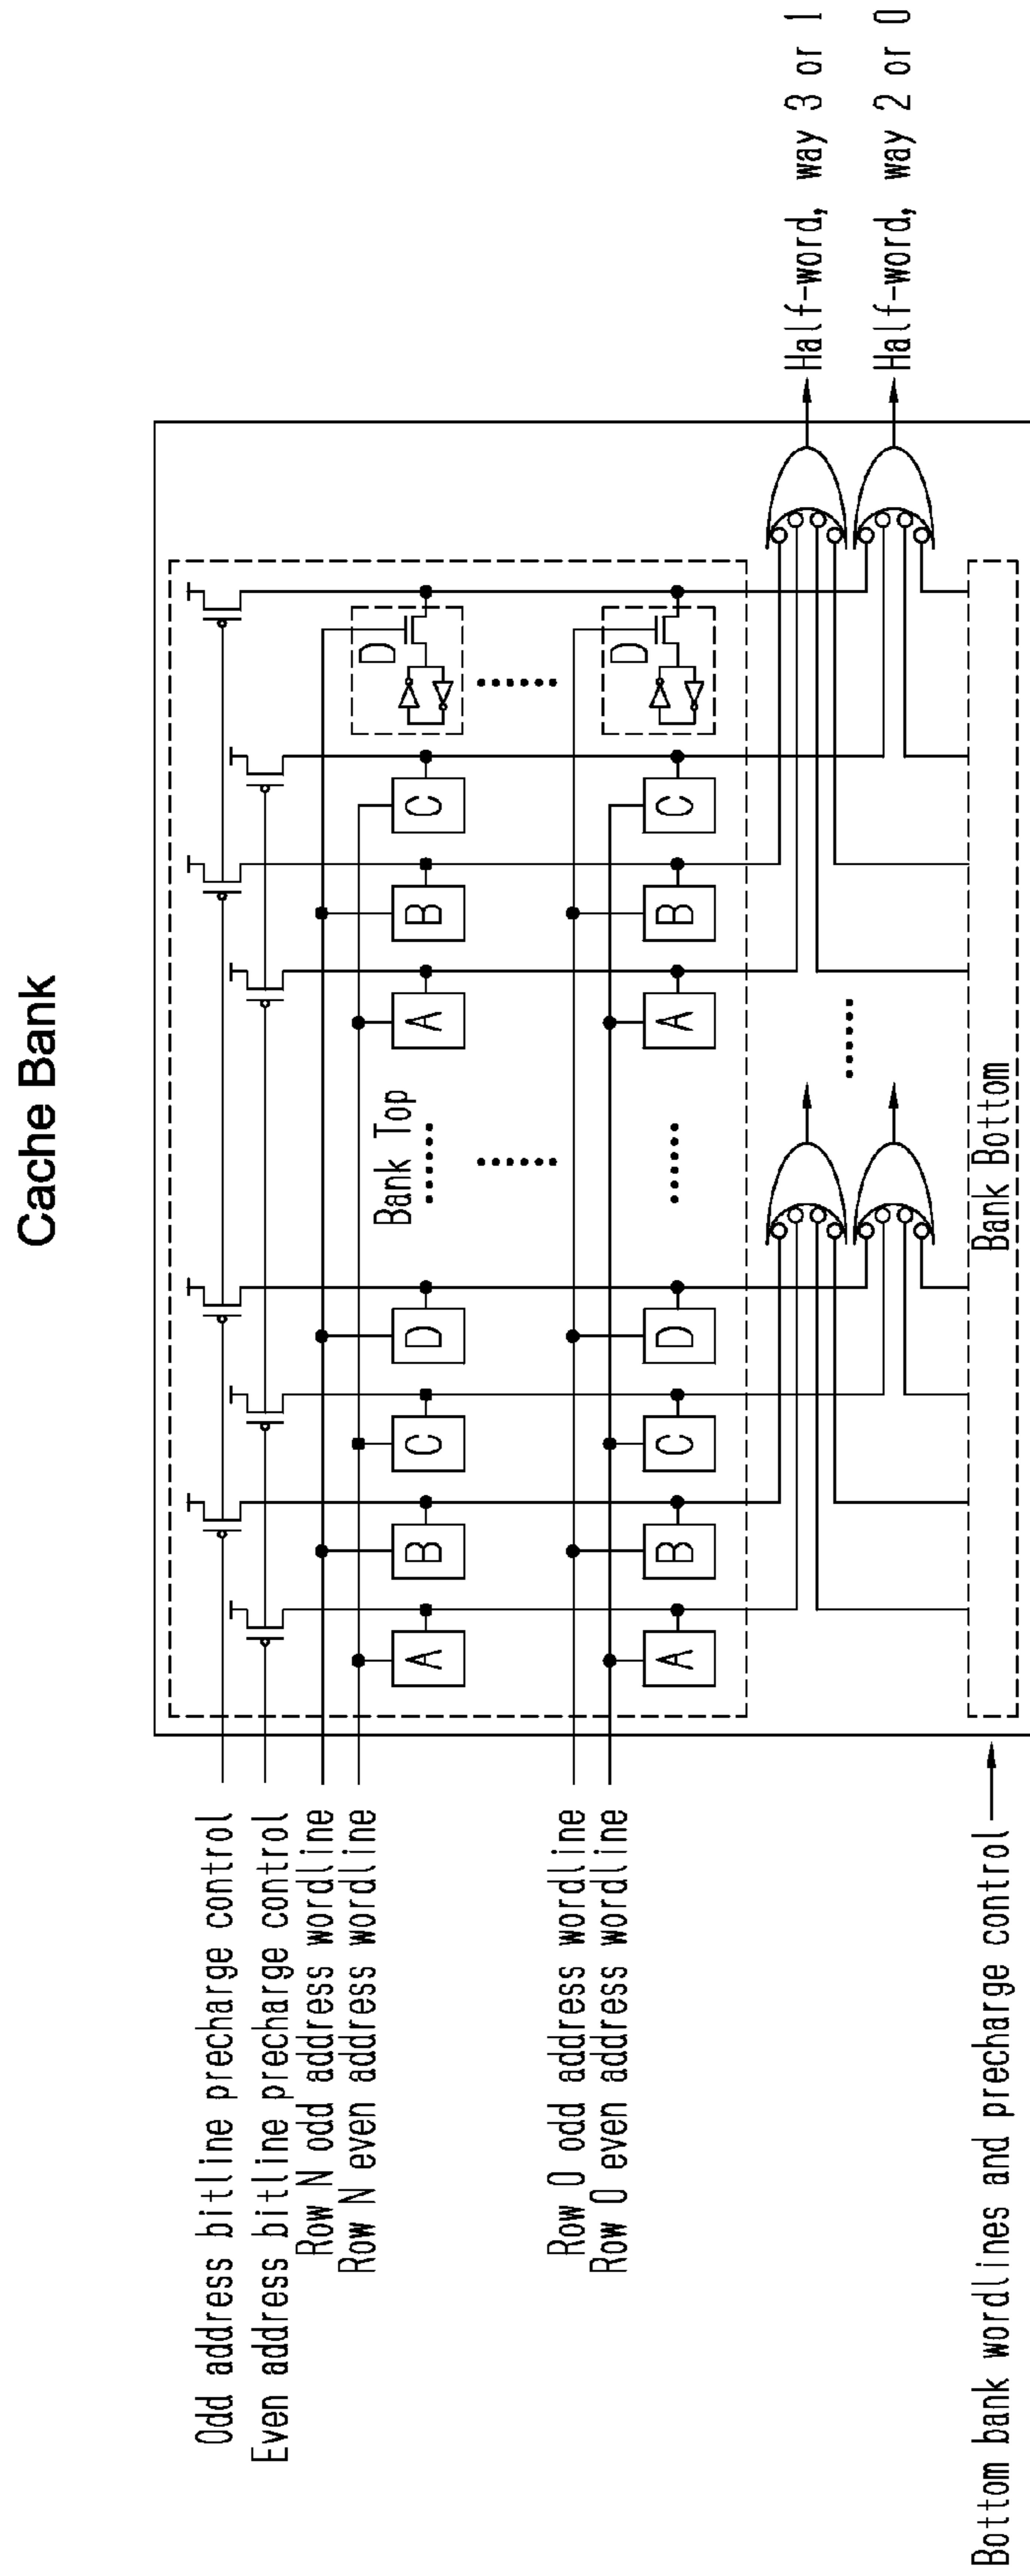 Cache Bank
Odd address bitline precharge control
Even address bitline precharge control
Row N odd address wordline
Row N even address wordline
Bank Top
A
B
C
D
A
B
C
D
Row 0 odd address wordline
Row 0 even address wordline
A
B
C
D
A
B
C
D
Half-word, way 3 or 1
Half-word, way 2 or 0
Bank Bottom
Bottom bank wordlines and precharge control